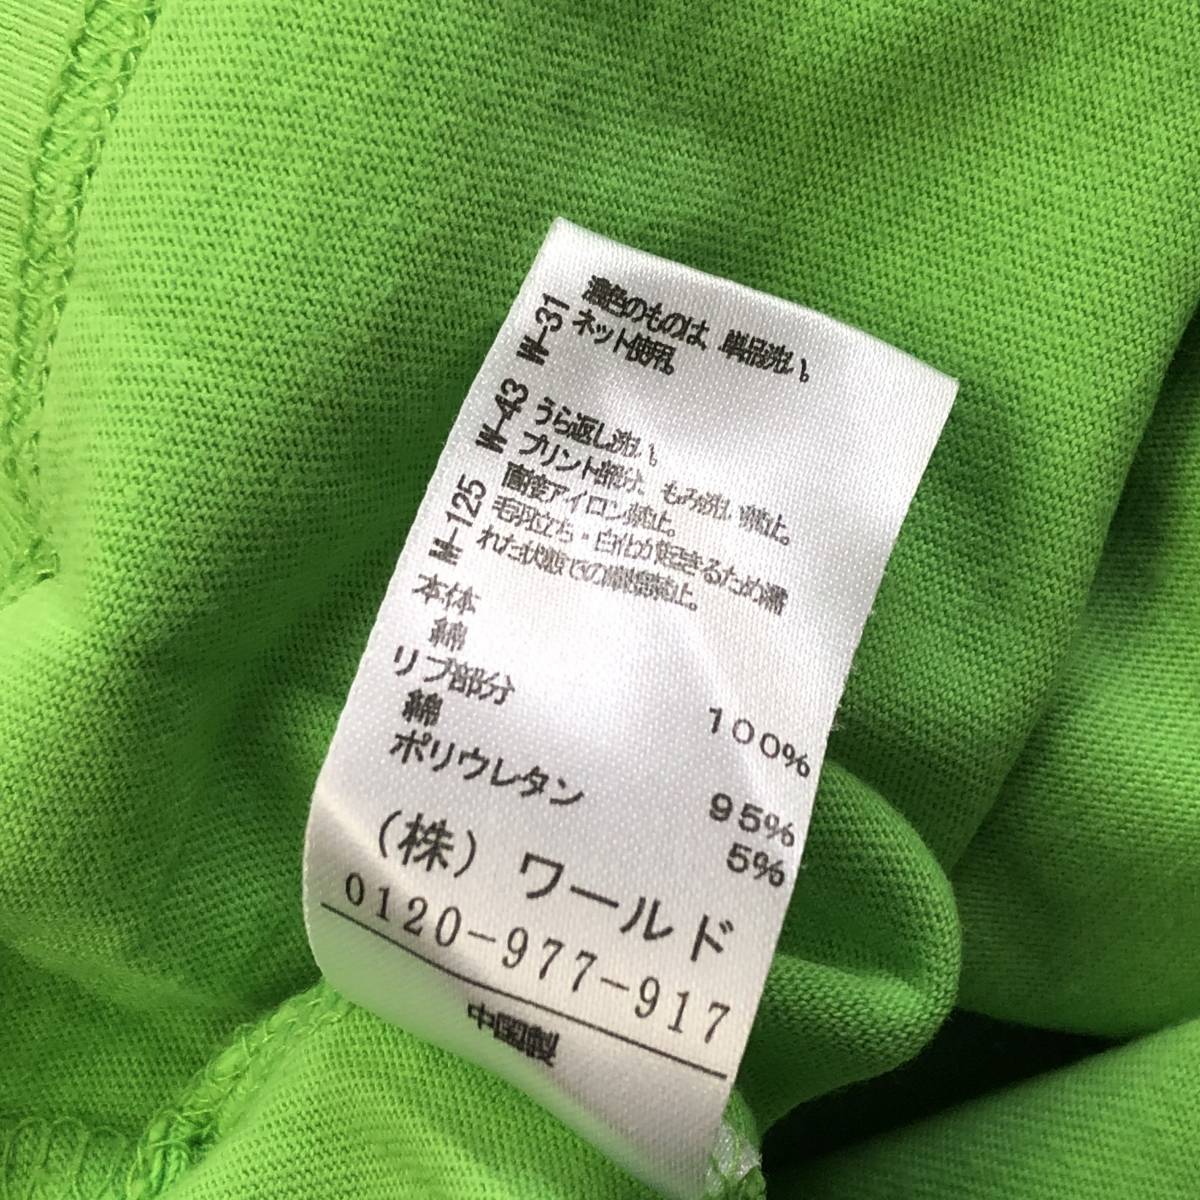 W-31 濃色のものは、単品洗い。
ネット使用。
W-43 うら返し洗い。
プリント部分、もみ洗い禁止。
直接アイロン禁止。
W-125 毛羽立ち・白化が起きるため濡
れた状態での摩擦禁止。
本体
綿 100%
リブ部分
綿 95%
ポリウレタン 5%
(株) ワールド
0120-977-917
中国製